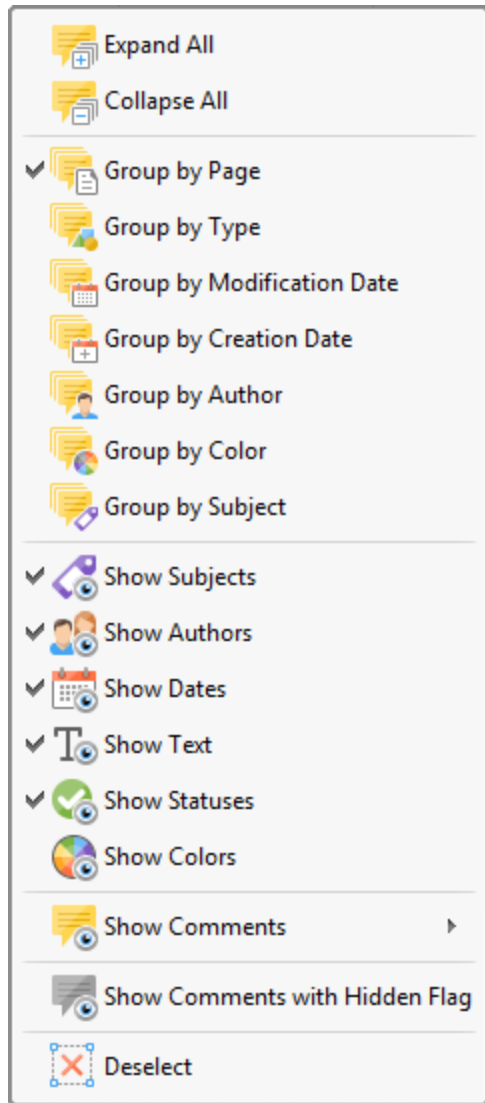 Expand All
Collapse All
Group by Page
Group by Type
Group by Modification Date
Group by Creation Date
Group by Author
Group by Color
Group by Subject
Show Subjects
Show Authors
Show Dates
Show Text
Show Statuses
Show Colors
Show Comments
Show Comments with Hidden Flag
Deselect